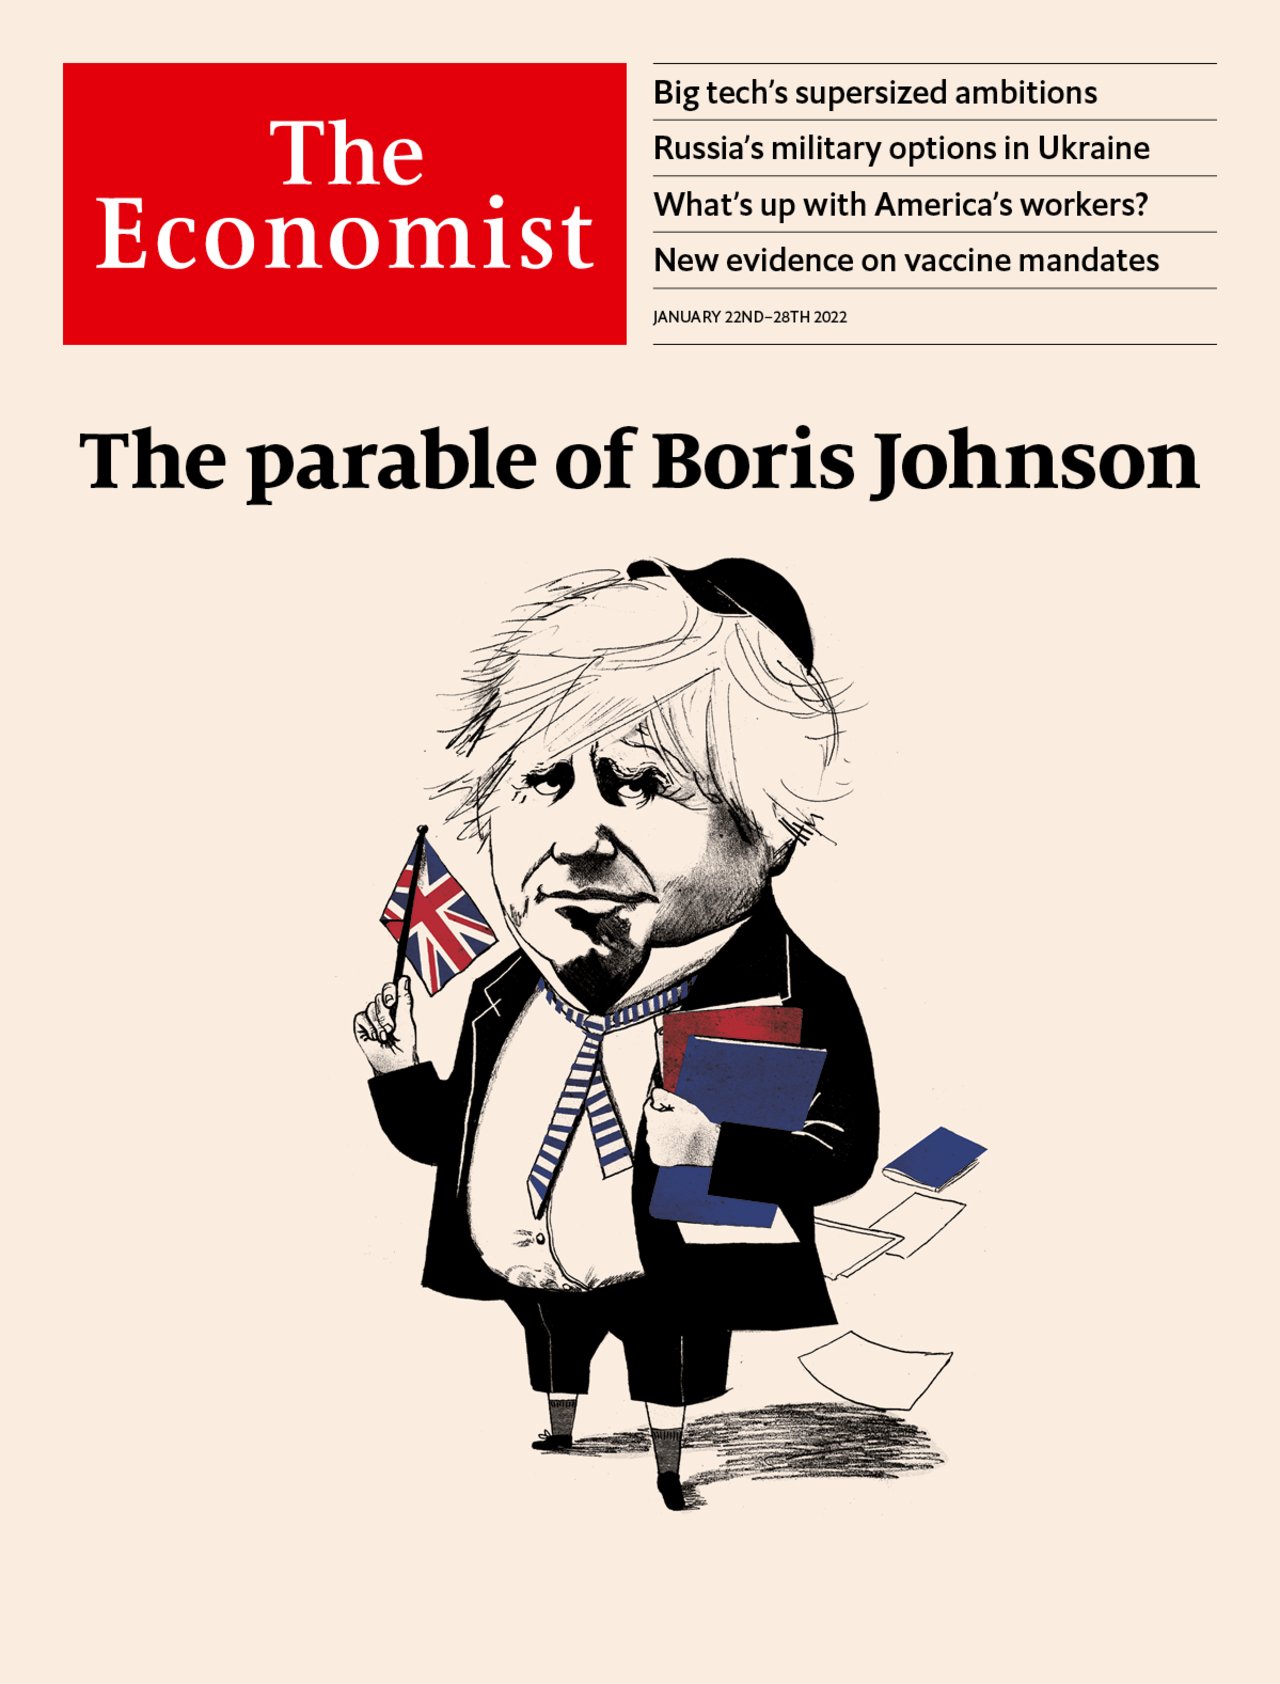 The
Economist
Big tech’s supersized ambitions
Russia’s military options in Ukraine
What’s up with America’s workers?
New evidence on vaccine mandates
JANUARY 22ND–28TH 2022
The parable of Boris Johnson